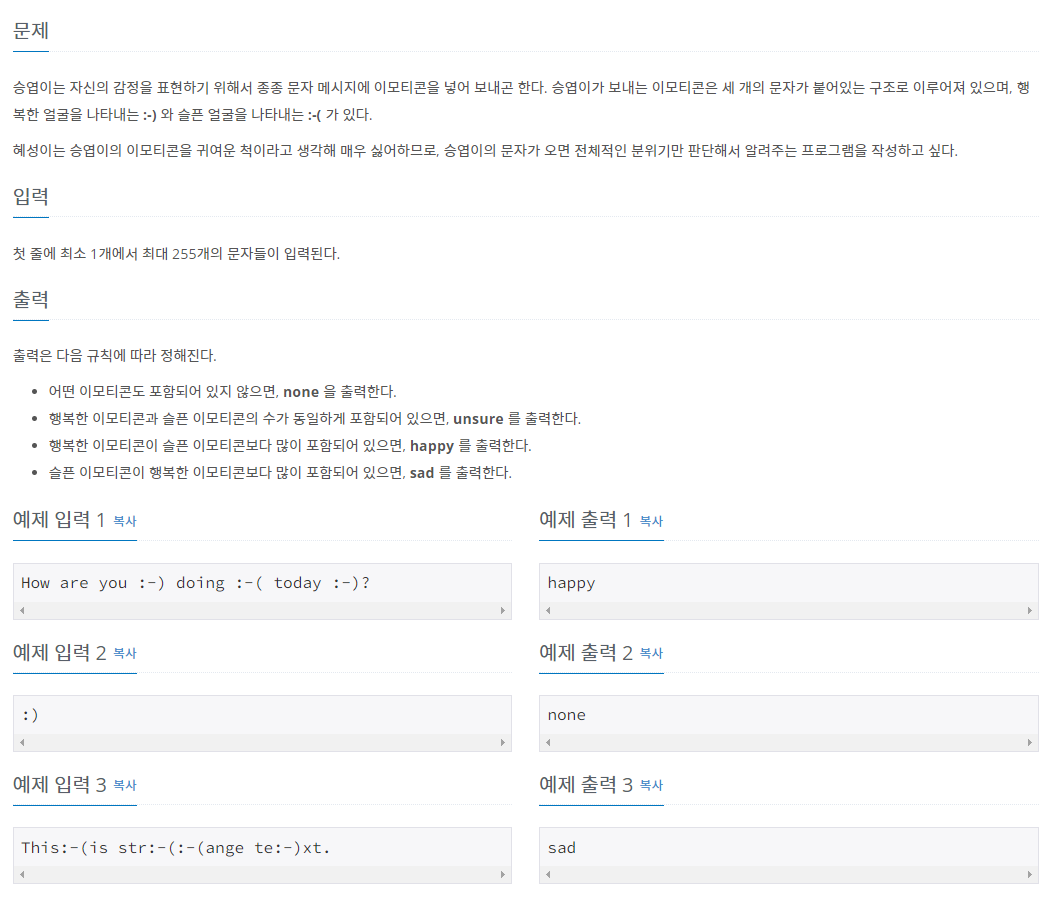 문제
승엽이는 자신의 감정을 표현하기 위해서 종종 문자 메시지에 이모티콘을 넣어 보내곤 한다. 승엽이가 보내는 이모티콘은 세 개의 문자가 붙어있는 구조로 이루어져 있으며, 행
복한 얼굴을 나타내는 :-) 와 슬픈 얼굴을 나타내는 :-( 가 있다.
혜성이는 승엽이의 이모티콘을 귀여운 척이라고 생각해 매우 싫어하므로, 승엽이의 문자가 오면 전체적인 분위기만 판단해서 알려주는 프로그램을 작성하고 싶다.
입력
첫 줄에 최소 1개에서 최대 255개의 문자들이 입력된다.
출력
출력은 다음 규칙에 따라 정해진다.
• 어떤 이모티콘도 포함되어 있지 않으면, none 을 출력한다.
• 행복한 이모티콘과 슬픈 이모티콘의 수가 동일하게 포함되어 있으면, unsure 를 출력한다.
• 행복한 이모티콘이 슬픈 이모티콘보다 많이 포함되어 있으면, happy 를 출력한다.
• 슬픈 이모티콘이 행복한 이모티콘보다 많이 포함되어 있으면, sad 를 출력한다.
예제 입력 1 복사
How are you :-) doing :-( today :-)?
예제 출력 1 복사
happy
예제 입력 2 복사
:)
예제 출력 2 복사
none
예제 입력 3 복사
This:-(is str:-(:-(ange te:-)xt.
예제 출력 3 복사
sad